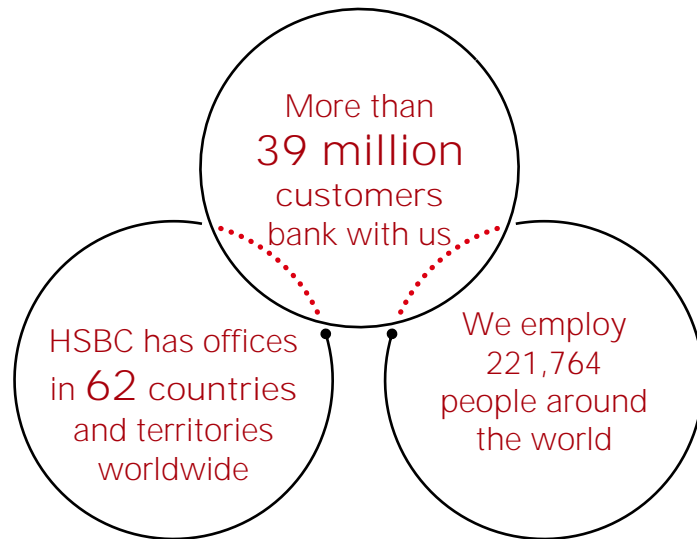 More than
39 million
customers
bank with us
HSBC has offices
in 62 countries
and territories
worldwide
We employ
221,764
people around
the world